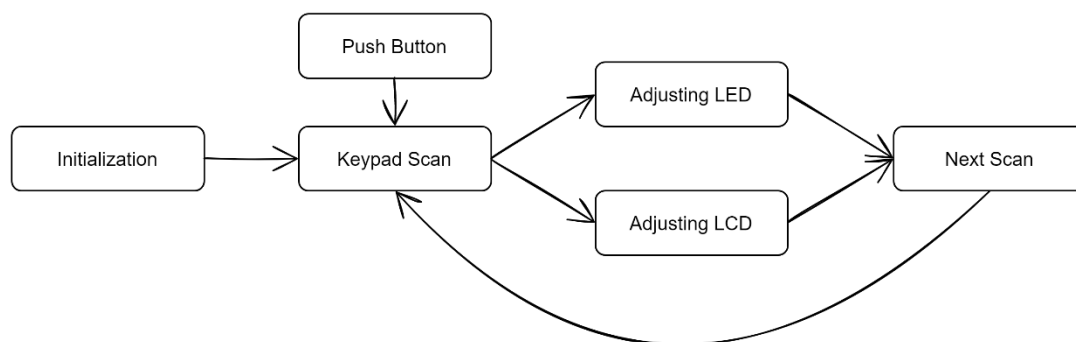 Push Button
Initialization
Keypad Scan
Adjusting LED
Adjusting LCD
Next Scan